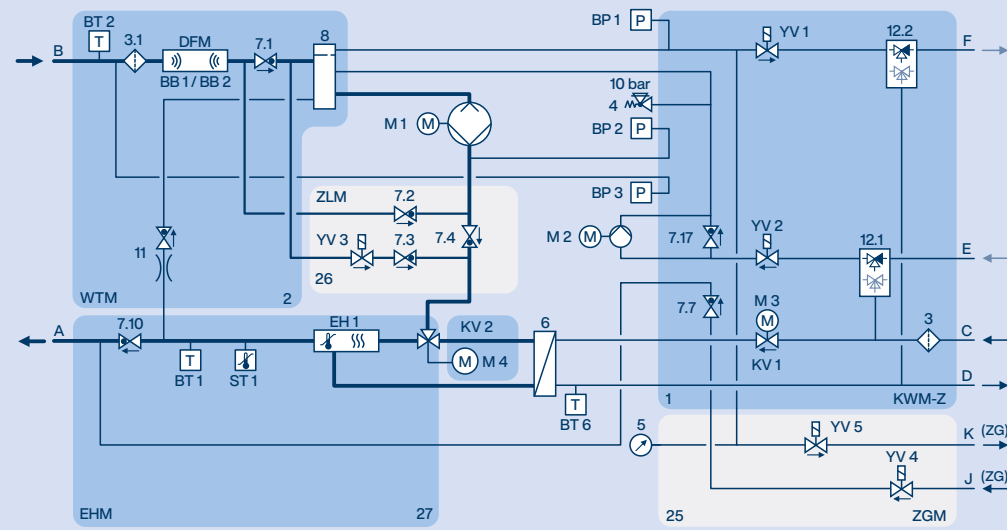 BT 2
B
T
3.1
DFM
BB 1 / BB 2
7.1
8
BP 1
P
YV 1
12.2
F
M 1
M
10 bar
4
BP 2
P
BP 3
P
ZLM
7.2
YV 3
7.3
7.4
26
M 2
M
7.17
YV 2
12.1
E
11
WTM
2
7.7
M 3
M
KV 1
3
C
A
7.10
BT 1
T
ST 1
EH 1
KV 2
M
M 4
6
D
T
BT 6
1
KWM-Z
5
YV 5
K (ZG)
YV 4
J (ZG)
25
ZGM
EHM
27